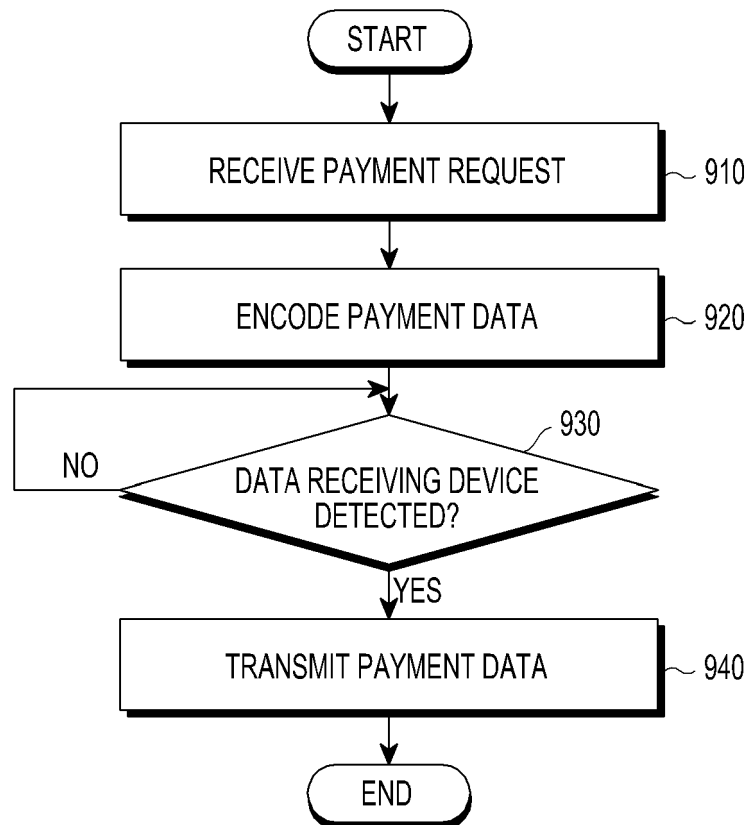 START
RECEIVE PAYMENT REQUEST
910
ENCODE PAYMENT DATA
920
930
NO
DATA RECEIVING DEVICE
DETECTED?
YES
TRANSMIT PAYMENT DATA
940
END